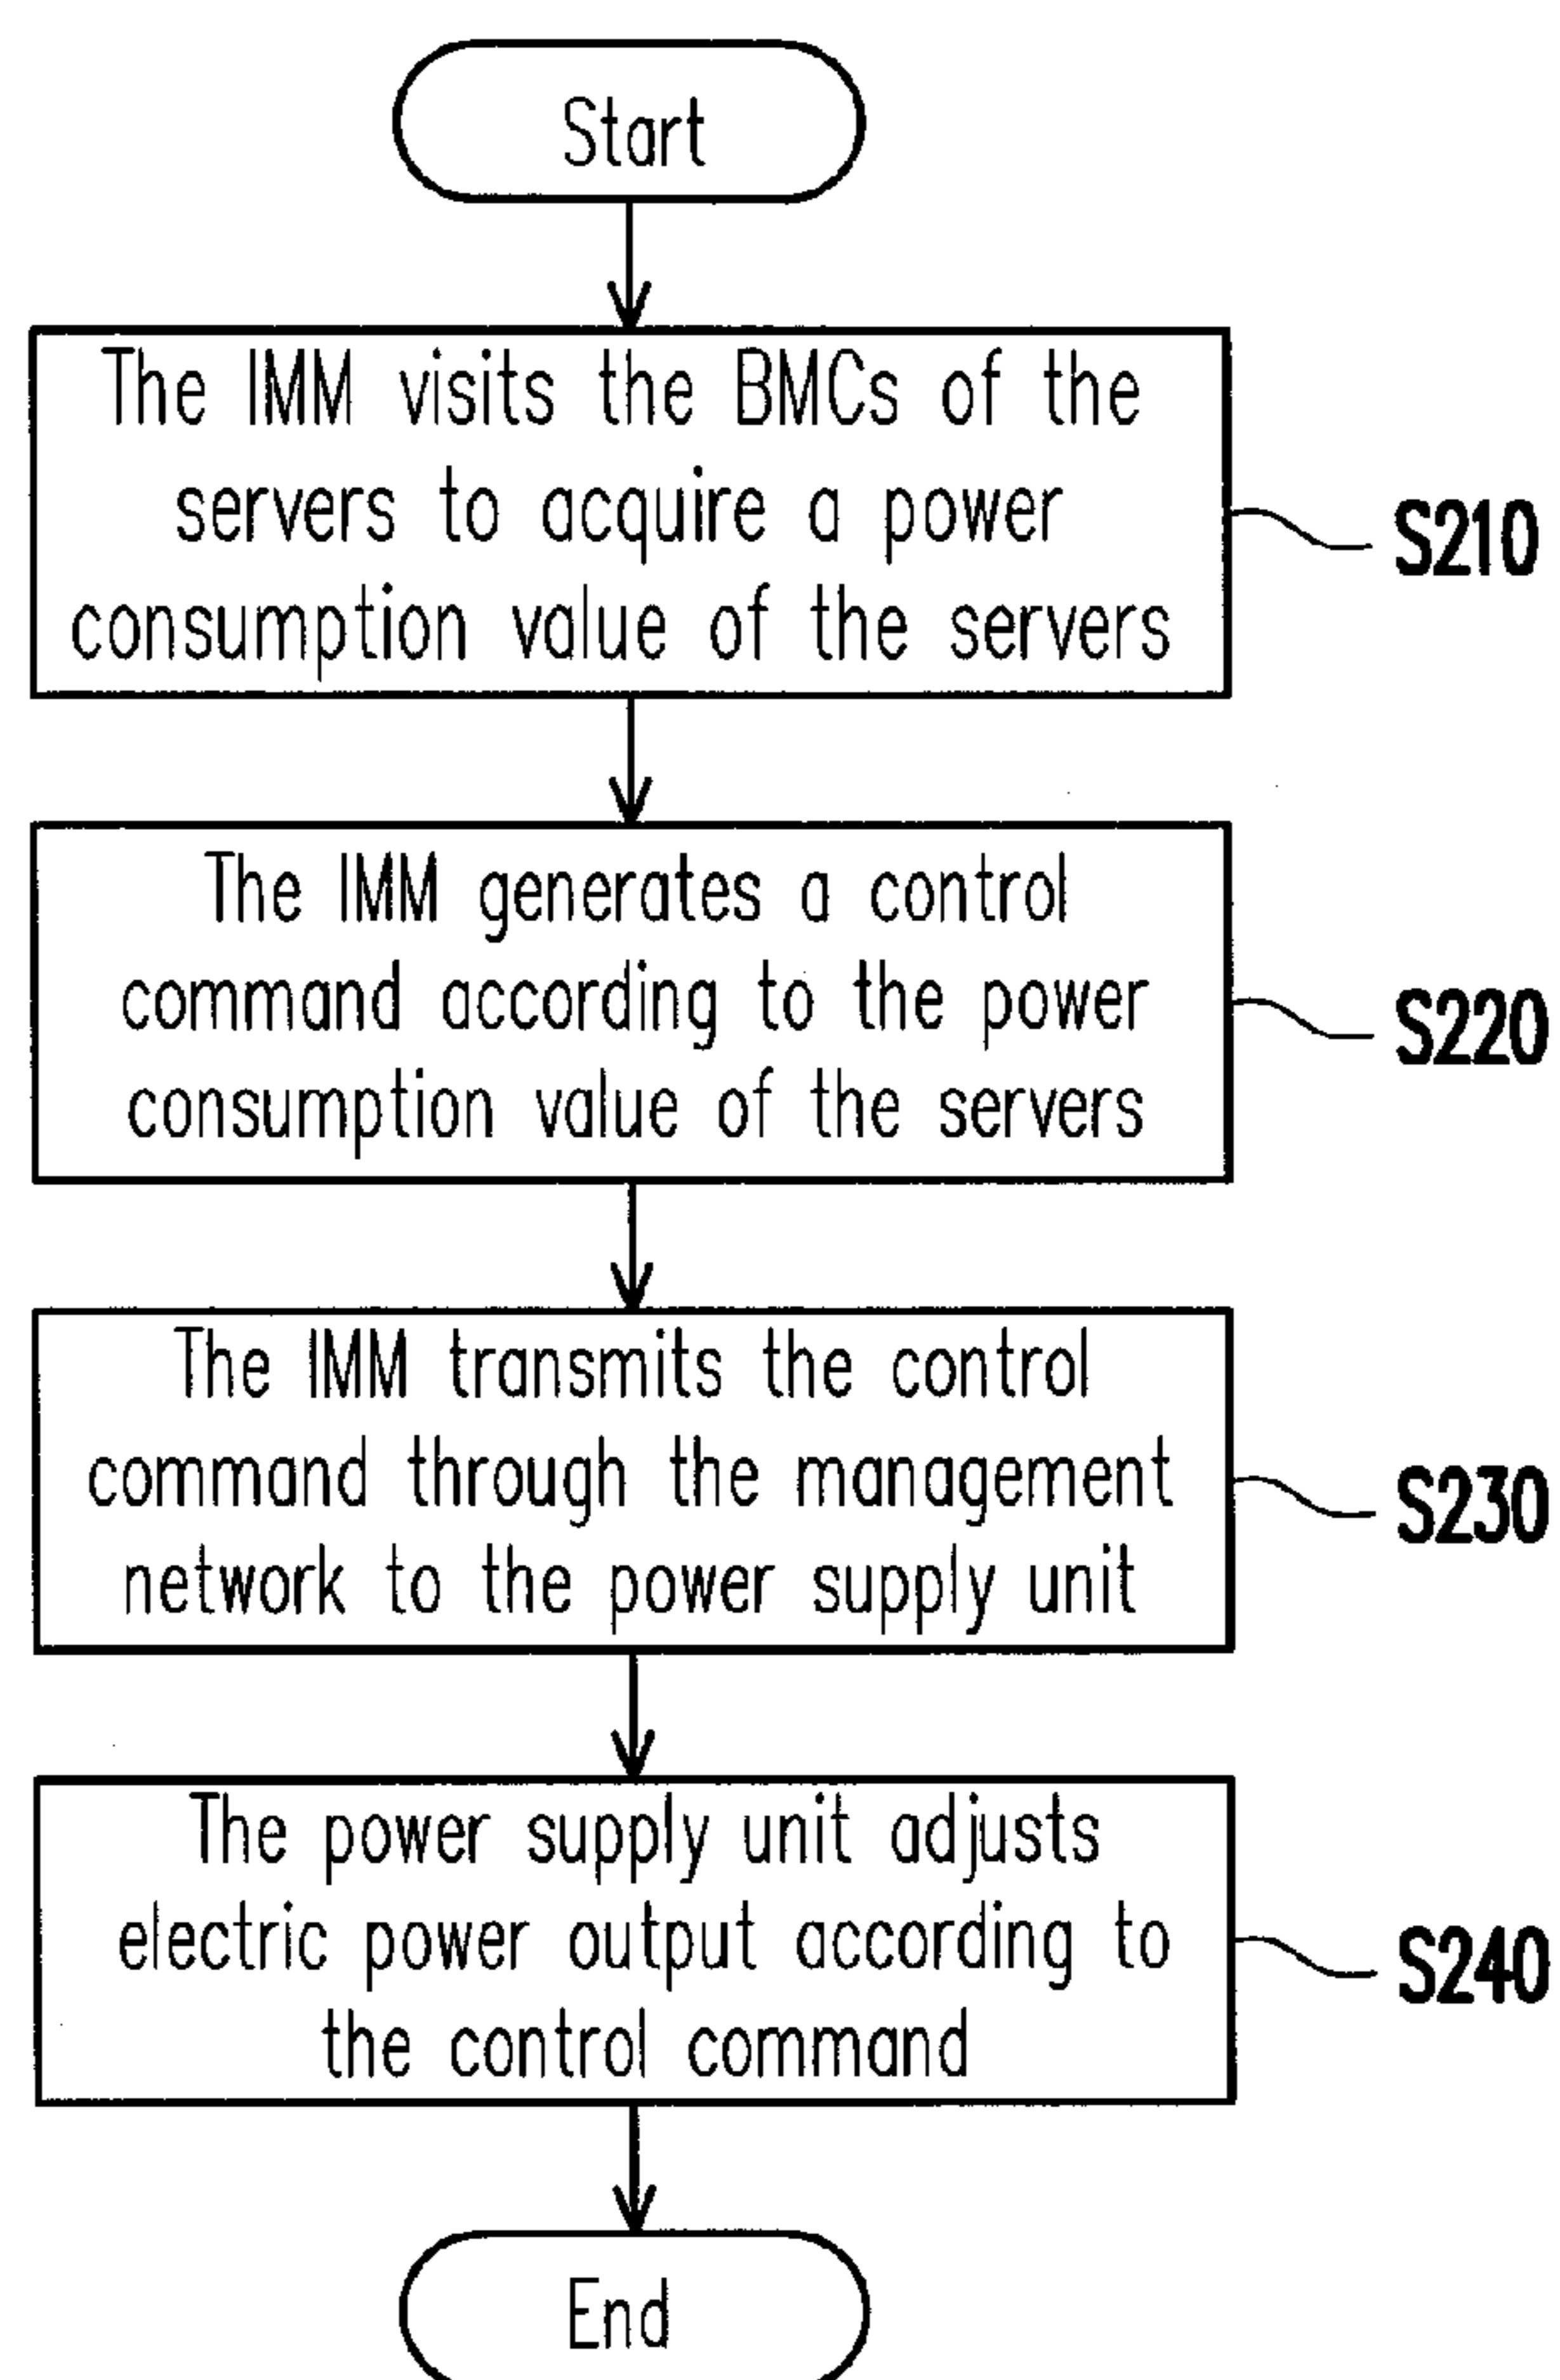 Start
The IMM visits the BMCs of the
servers to acquire a power
consumption value of the servers
S210
The IMM generates a control
command according to the power
consumption value of the servers
S220
The IMM transmits the control
command through the management
network to the power supply unit
S230
The power supply unit adjusts
electric power output according to
the control command
S240
End